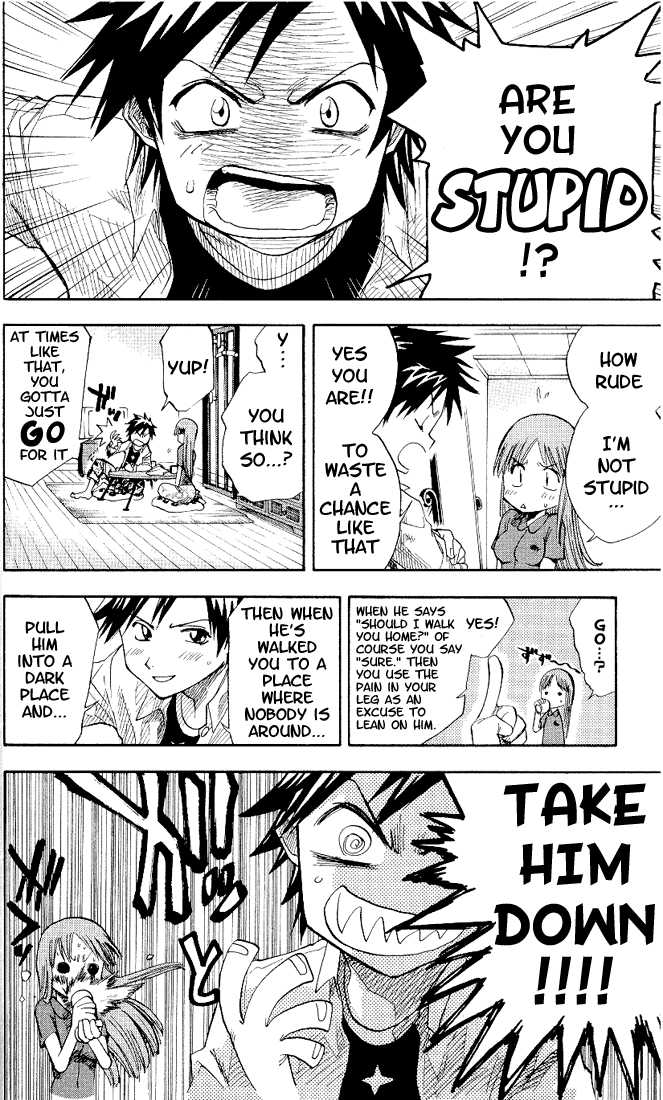 ARE
YOU
STUPID
!?
HOW
RUDE
I'M
NOT
STUPID
...
YES
YOU
ARE!!
TO
WASTE
A
CHANCE
LIKE
THAT
Y
...
YOU
THINK
SO...?
YUP!
AT TIMES
LIKE
THAT,
YOU
GOTTA
JUST
GO
FOR IT
GO
...?
ずず
YES!
WHEN HE SAYS
"SHOULD I WALK
YOU HOME?" OF
COURSE YOU SAY
"SURE." THEN
YOU USE THE
PAIN IN YOUR
LEG AS AN
EXCUSE TO
LEAN ON HIM.
THEN WHEN
HE'S
WALKED
YOU TO A
PLACE
WHERE
NOBODY IS
AROUND...
PULL
HIM
INTO A
DARK
PLACE
AND...
TAKE
HIM
DOWN
!!!!